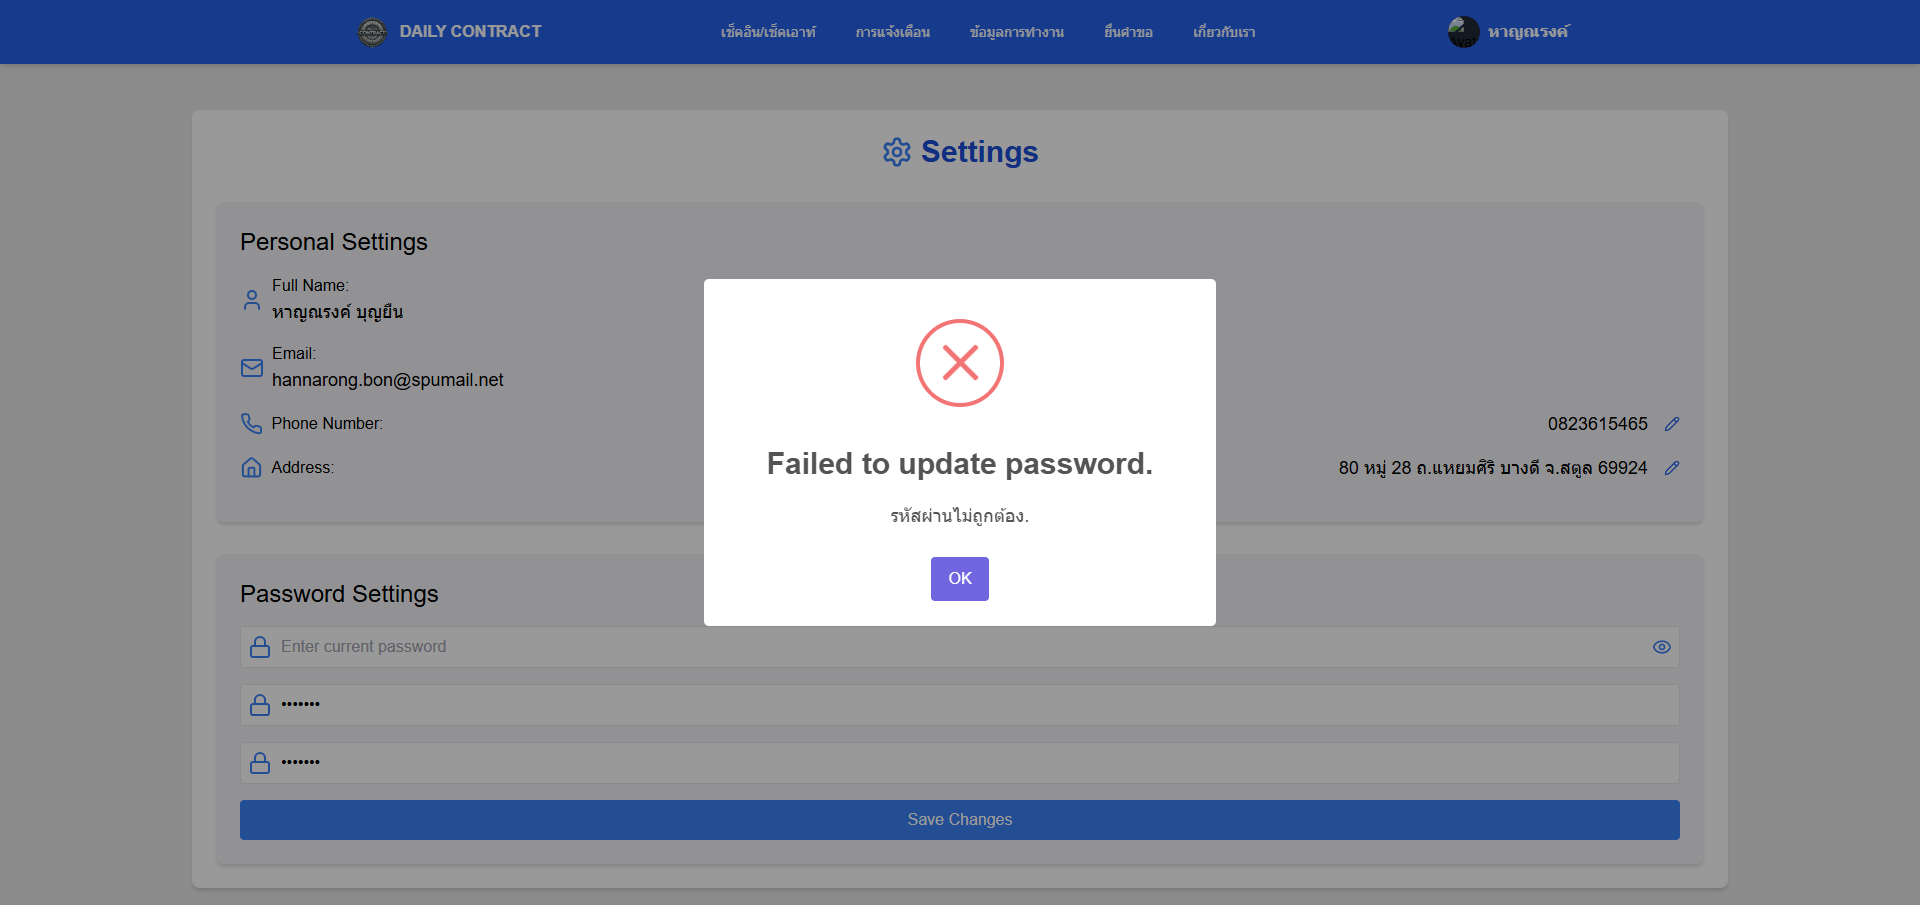 DAILY CONTRACT
เช็คอิน/เช็คเอาท์
การแจ้งเตือน
ข้อมูลการทำงาน
ยื่นคำขอ
เกี่ยวกับเรา
หาญณรงค์
Settings
Personal Settings
Full Name:
หาญณรงค์ บุญยืน
Email:
hannarong.bon@spumail.net
Phone Number:
0823615465
Address:
80 หมู่ 28 ถ.แหยมศิริ บางดี จ.สตูล 69924
Failed to update password.
รหัสผ่านไม่ถูกต้อง.
OK
Password Settings
Enter current password
•••••••
•••••••
Save Changes